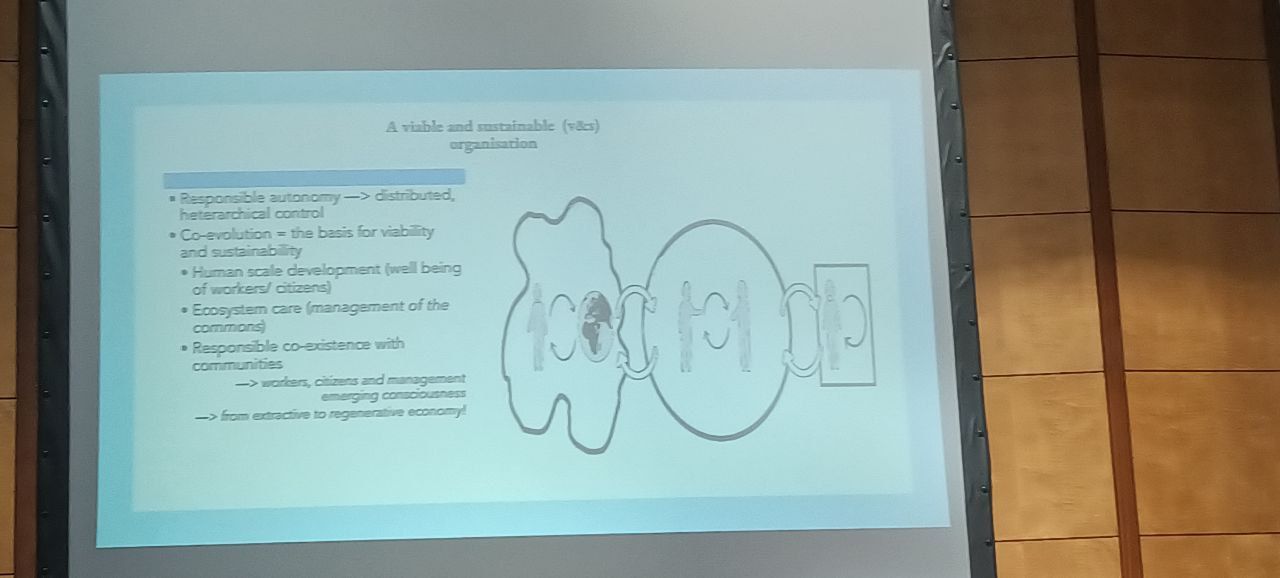 A viable and sustainable (v&s)
organisation
• Responsible autonomy —> distributed,
heterarchical control
• Co-evolution = the basis for viability
and sustainability
• Human scale development (well being
of workers/ citizens)
• Ecosystem care (management of the
commons)
• Responsible co-existence with
communities
—> workers, citizens and management
emerging consciousness
—> from extractive to regenerative economy!